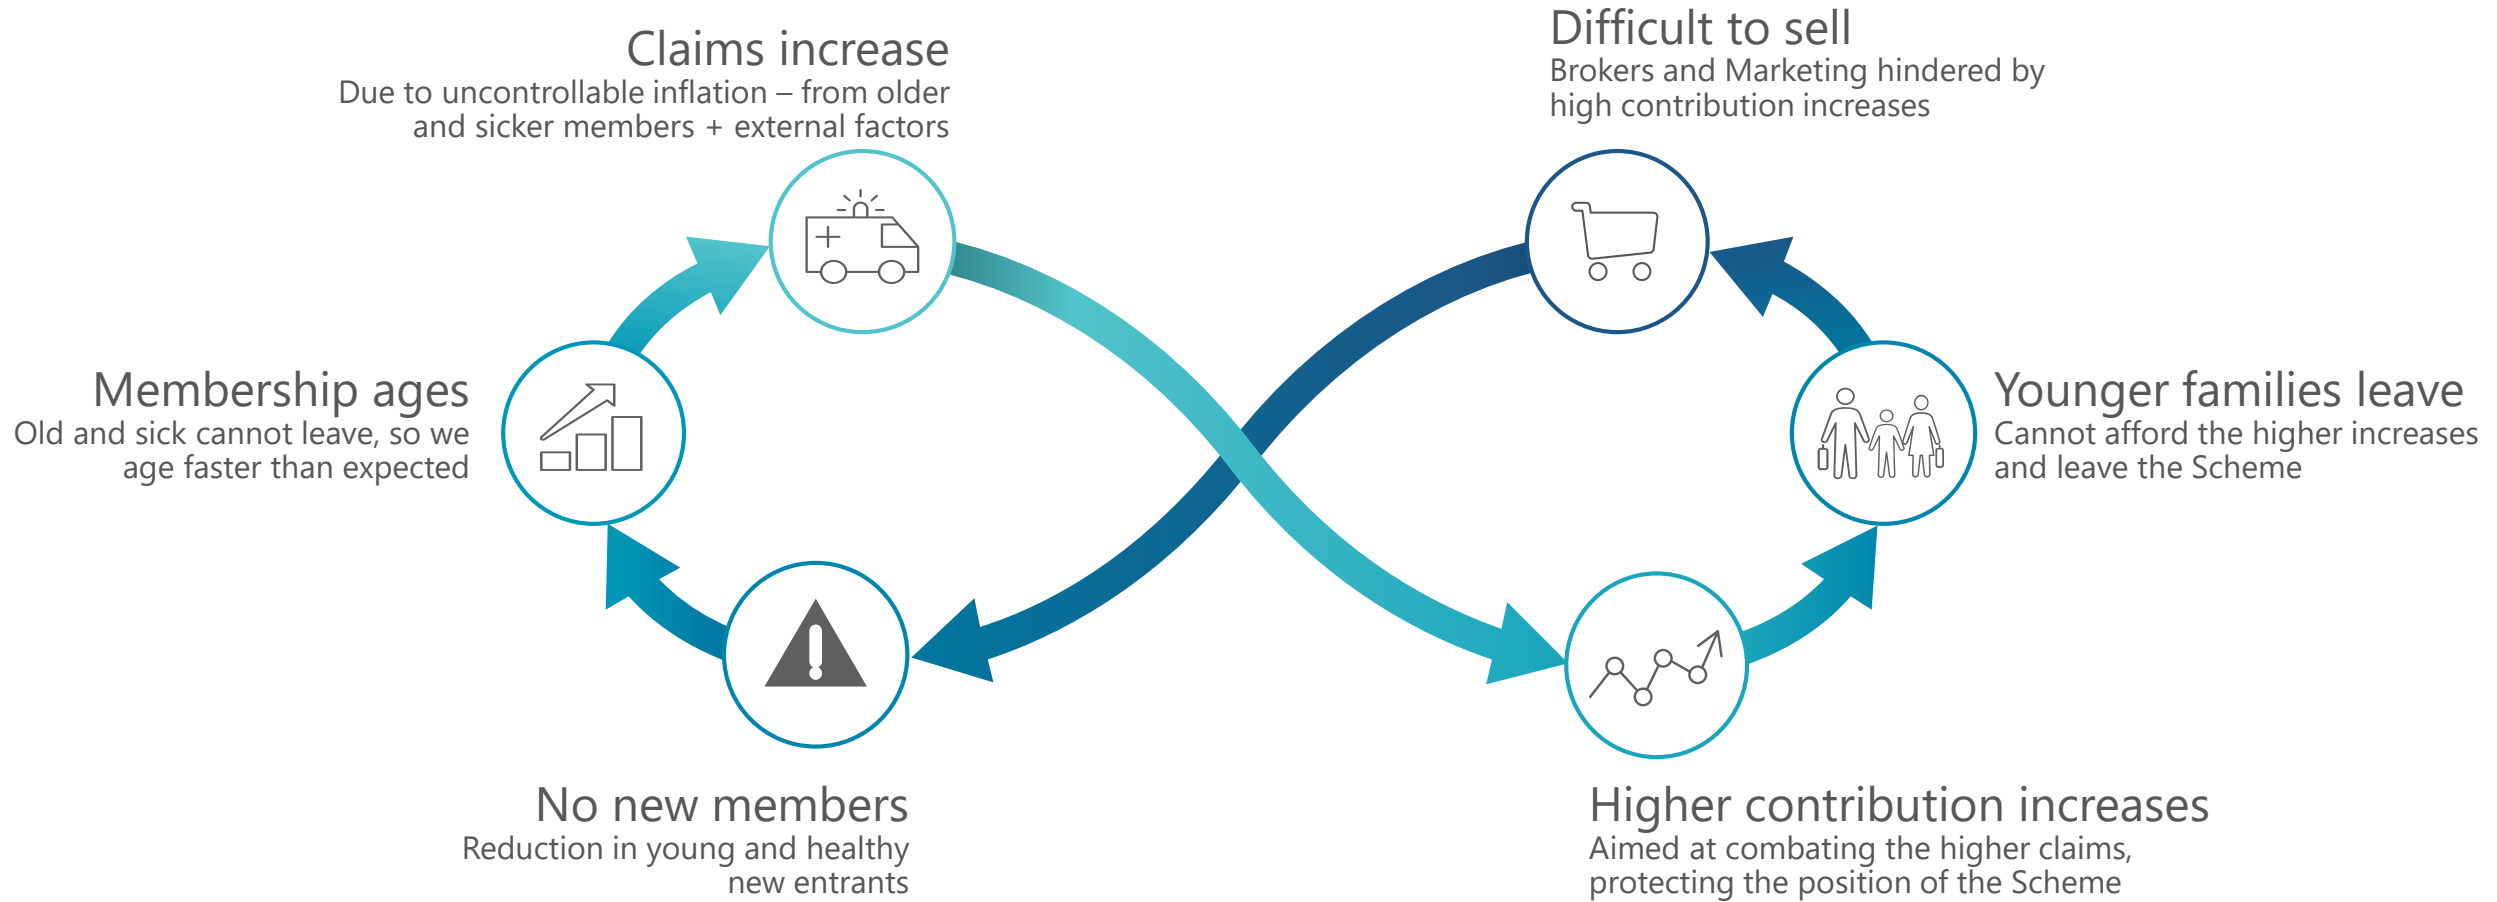 Claims increase
Due to uncontrollable inflation – from older
and sicker members + external factors
Difficult to sell
Brokers and Marketing hindered by
high contribution increases
Membership ages
Old and sick cannot leave, so we
age faster than expected
Younger families leave
Cannot afford the higher increases
and leave the Scheme
No new members
Reduction in young and healthy
new entrants
Higher contribution increases
Aimed at combating the higher claims,
protecting the position of the Scheme